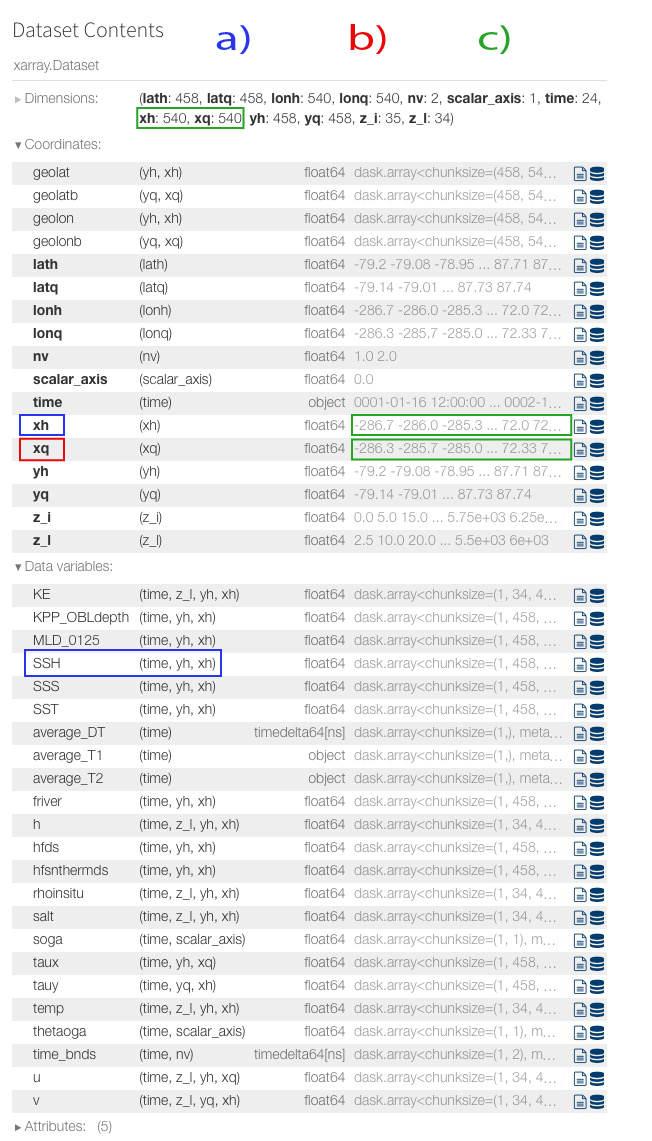 Dataset Contents a) b) c)
xarray.Dataset
▸ Dimensions: (lath: 458, latq: 458, lonh: 540, lonq: 540, nv: 2, scalar_axis: 1, time: 24,
xh: 540, xq: 540, yh: 458, yq: 458, z_i: 35, z_l: 34)
▾ Coordinates:
geolat (yh, xh) float64 dask.array<chunksize=(458, 54...
geolatb (yq, xq) float64 dask.array<chunksize=(458, 54...
geolon (yh, xh) float64 dask.array<chunksize=(458, 54...
geolonb (yq, xq) float64 dask.array<chunksize=(458, 54...
lath (lath) float64 -79.2 -79.08 -78.95 ... 87.71 87...
latq (latq) float64 -79.14 -79.01 ... 87.73 87.74
lonh (lonh) float64 -286.7 -286.0 -285.3 ... 72.0 72...
lonq (lonq) float64 -286.3 -285.7 -285.0 ... 72.33 7...
nv (nv) float64 1.0 2.0
scalar_axis (scalar_axis) float64 0.0
time (time) object 0001-01-16 12:00:00 ... 0002-1...
xh (xh) float64 -286.7 -286.0 -285.3 ... 72.0 72...
xq (xq) float64 -286.3 -285.7 -285.0 ... 72.33 7...
yh (yh) float64 -79.2 -79.08 -78.95 ... 87.71 87...
yq (yq) float64 -79.14 -79.01 ... 87.73 87.74
z_i (z_i) float64 0.0 5.0 15.0 ... 5.75e+03 6.25e...
z_l (z_l) float64 2.5 10.0 20.0 ... 5.5e+03 6e+03
▾ Data variables:
KE (time, z_l, yh, xh) float64 dask.array<chunksize=(1, 34, 4...
KPP_OBLdepth (time, yh, xh) float64 dask.array<chunksize=(1, 458, ...
MLD_0125 (time, yh, xh) float64 dask.array<chunksize=(1, 458, ...
SSH (time, yh, xh) float64 dask.array<chunksize=(1, 458, ...
SSS (time, yh, xh) float64 dask.array<chunksize=(1, 458, ...
SST (time, yh, xh) float64 dask.array<chunksize=(1, 458, ...
average_DT (time) timedelta64[ns] dask.array<chunksize=(1,), meta...
average_T1 (time) object dask.array<chunksize=(1,), meta...
average_T2 (time) object dask.array<chunksize=(1,), meta...
friver (time, yh, xh) float64 dask.array<chunksize=(1, 458, ...
h (time, z_l, yh, xh) float64 dask.array<chunksize=(1, 34, 4...
hfds (time, yh, xh) float64 dask.array<chunksize=(1, 458, ...
hfsnthermds (time, yh, xh) float64 dask.array<chunksize=(1, 458, ...
rhoinsitu (time, z_l, yh, xh) float64 dask.array<chunksize=(1, 34, 4...
salt (time, z_l, yh, xh) float64 dask.array<chunksize=(1, 34, 4...
soga (time, scalar_axis) float64 dask.array<chunksize=(1, 1), m...
taux (time, yh, xq) float64 dask.array<chunksize=(1, 458, ...
tauy (time, yq, xh) float64 dask.array<chunksize=(1, 458, ...
temp (time, z_l, yh, xh) float64 dask.array<chunksize=(1, 34, 4...
thetaoga (time, scalar_axis) float64 dask.array<chunksize=(1, 1), m...
time_bnds (time, nv) timedelta64[ns] dask.array<chunksize=(1, 2), m...
u (time, z_l, yh, xq) float64 dask.array<chunksize=(1, 34, 4...
v (time, z_l, yq, xh) float64 dask.array<chunksize=(1, 34, 4...
▸ Attributes: (5)